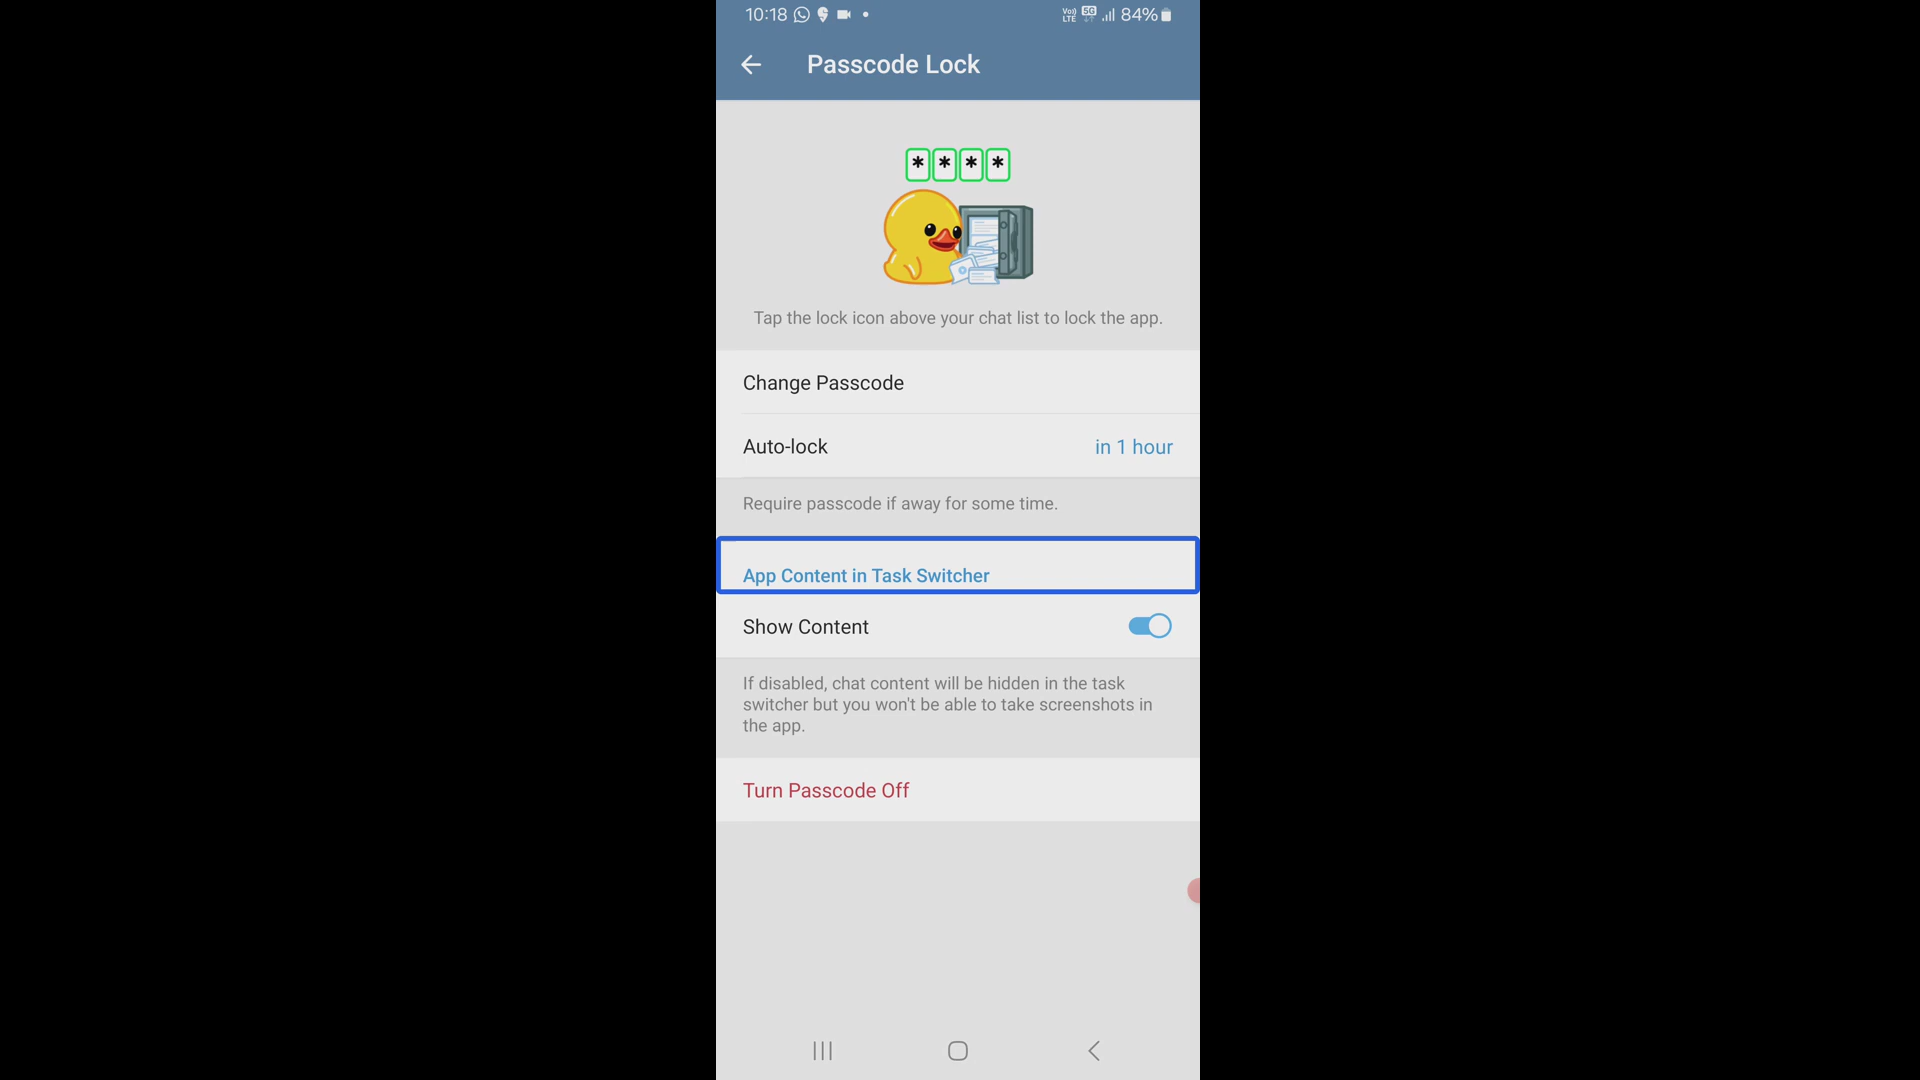 10:18 Vo)) LTE 5G 84%
Passcode Lock
* * * *
Tap the lock icon above your chat list to lock the app.
Change Passcode
Auto-lock in 1 hour
Require passcode if away for some time.
App Content in Task Switcher
Show Content
If disabled, chat content will be hidden in the task
switcher but you won't be able to take screenshots in
the app.
Turn Passcode Off